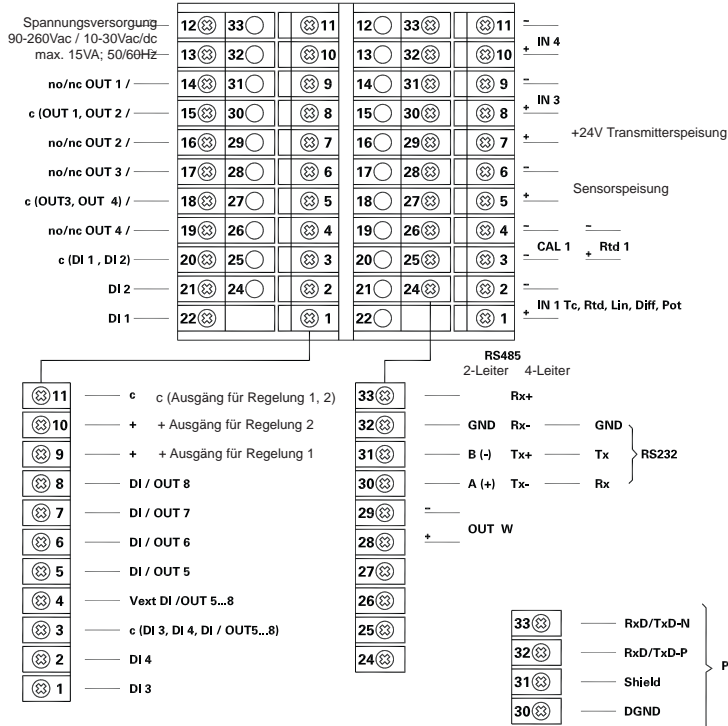 Spannungsversorgung
90-260Vac / 10-30Vac/dc
max. 15VA; 50/60Hz
no/nc OUT 1 /
c (OUT 1, OUT 2 /
no/nc OUT 2 /
no/nc OUT 3 /
c (OUT3, OUT 4) /
no/nc OUT 4 /
c (DI 1 , DI 2)
DI 2
DI 1
12 33 11
13 32 10
14 31 9
15 30 8
16 29 7
17 28 6
18 27 5
19 26 4
20 25 3
21 24 2
22 1
12 33 11
13 32 10
14 31 9
15 30 8
16 29 7
17 28 6
18 27 5
19 26 4
20 25 3
21 24 2
22 1
-
+ IN 4
-
+ IN 3
+ +24V Transmitterspeisung
-
+ Sensorspeisung
- -
- CAL 1 + Rtd 1
-
+ IN 1 Tc, Rtd, Lin, Diff, Pot
11 c c (Ausgäng für Regelung 1, 2)
10 + + Ausgäng für Regelung 2
9 + + Ausgäng für Regelung 1
8 DI / OUT 8
7 DI / OUT 7
6 DI / OUT 6
5 DI / OUT 5
4 Vext DI /OUT 5...8
3 c (DI 3, DI 4, DI / OUT5...8)
2 DI 4
1 DI 3
RS485
2-Leiter 4-Leiter
33 Rx+
32 GND Rx- GND
31 B (-) Tx+ Tx
30 A (+) Tx- Rx
RS232
29 -
28 + OUT W
27
26
25
24
33 RxD/TxD-N
32 RxD/TxD-P
31 Shield
30 DGND
P